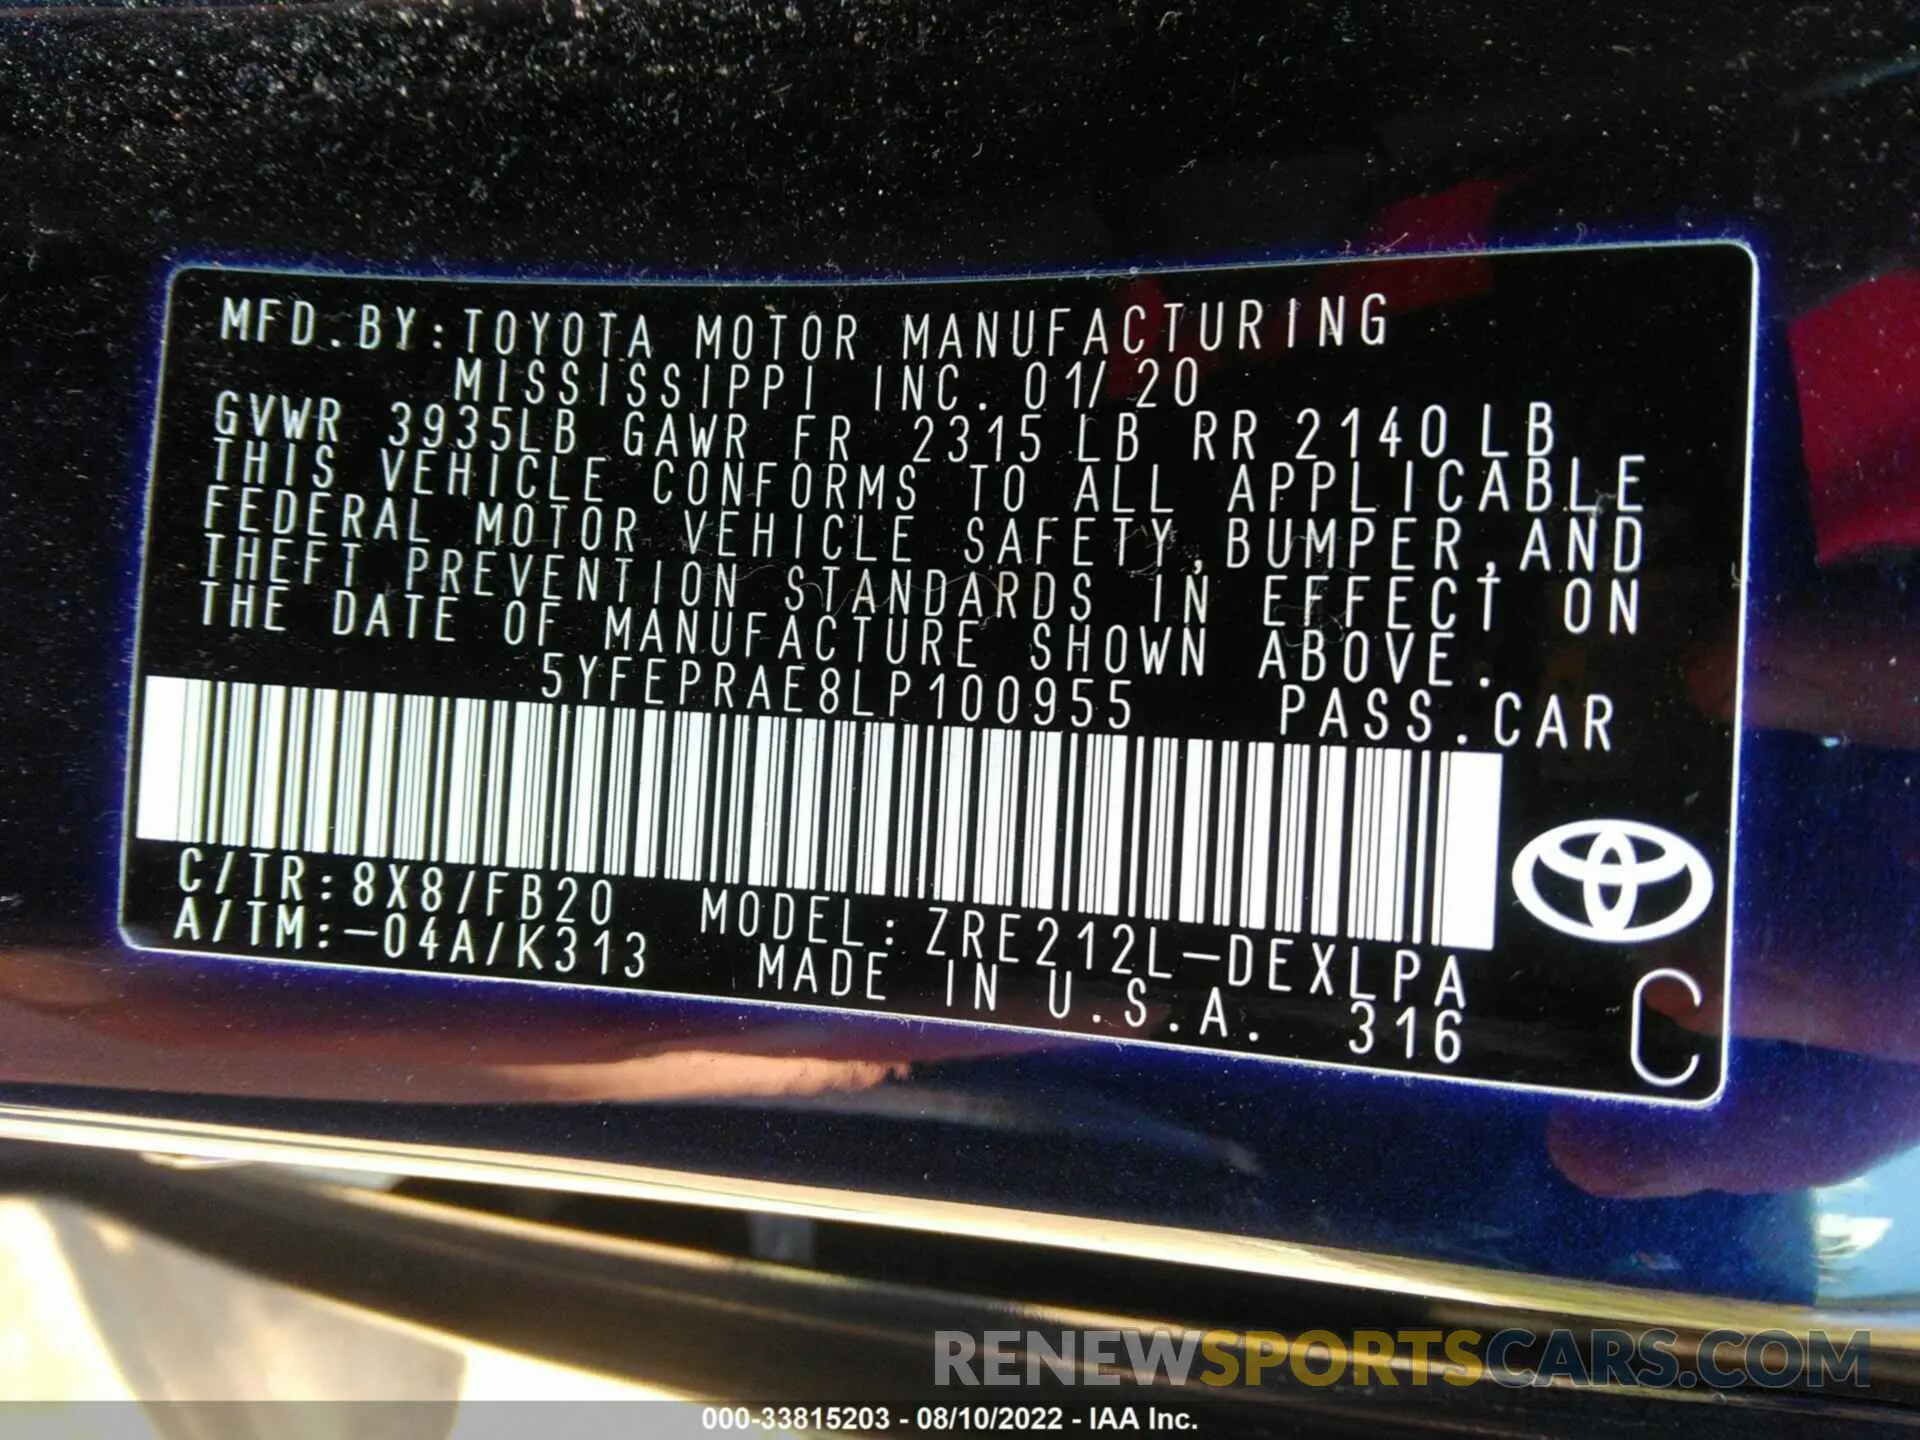 MFD.BY:TOYOTA MOTOR MANUFACTURING
MISSISSIPPI INC. 01/20
GVWR 3935LB GAWR FR 2315LB RR 2140LB
THIS VEHICLE CONFORMS TO ALL APPLICABLE
FEDERAL MOTOR VEHICLE SAFETY,BUMPER,AND
THEFT PREVENTION STANDARDS IN EFFECT ON
THE DATE OF MANUFACTURE SHOWN ABOVE.
5YFEPRAE8LP100955 PASS.CAR
C/TR:8X8/FB20 MODEL:ZRE212L-DEXLPA
A/TM:-04A/K313 MADE IN U.S.A. 316
C
RENEWSPORTSCARS.COM
000-33815203 - 08/10/2022 - IAA Inc.